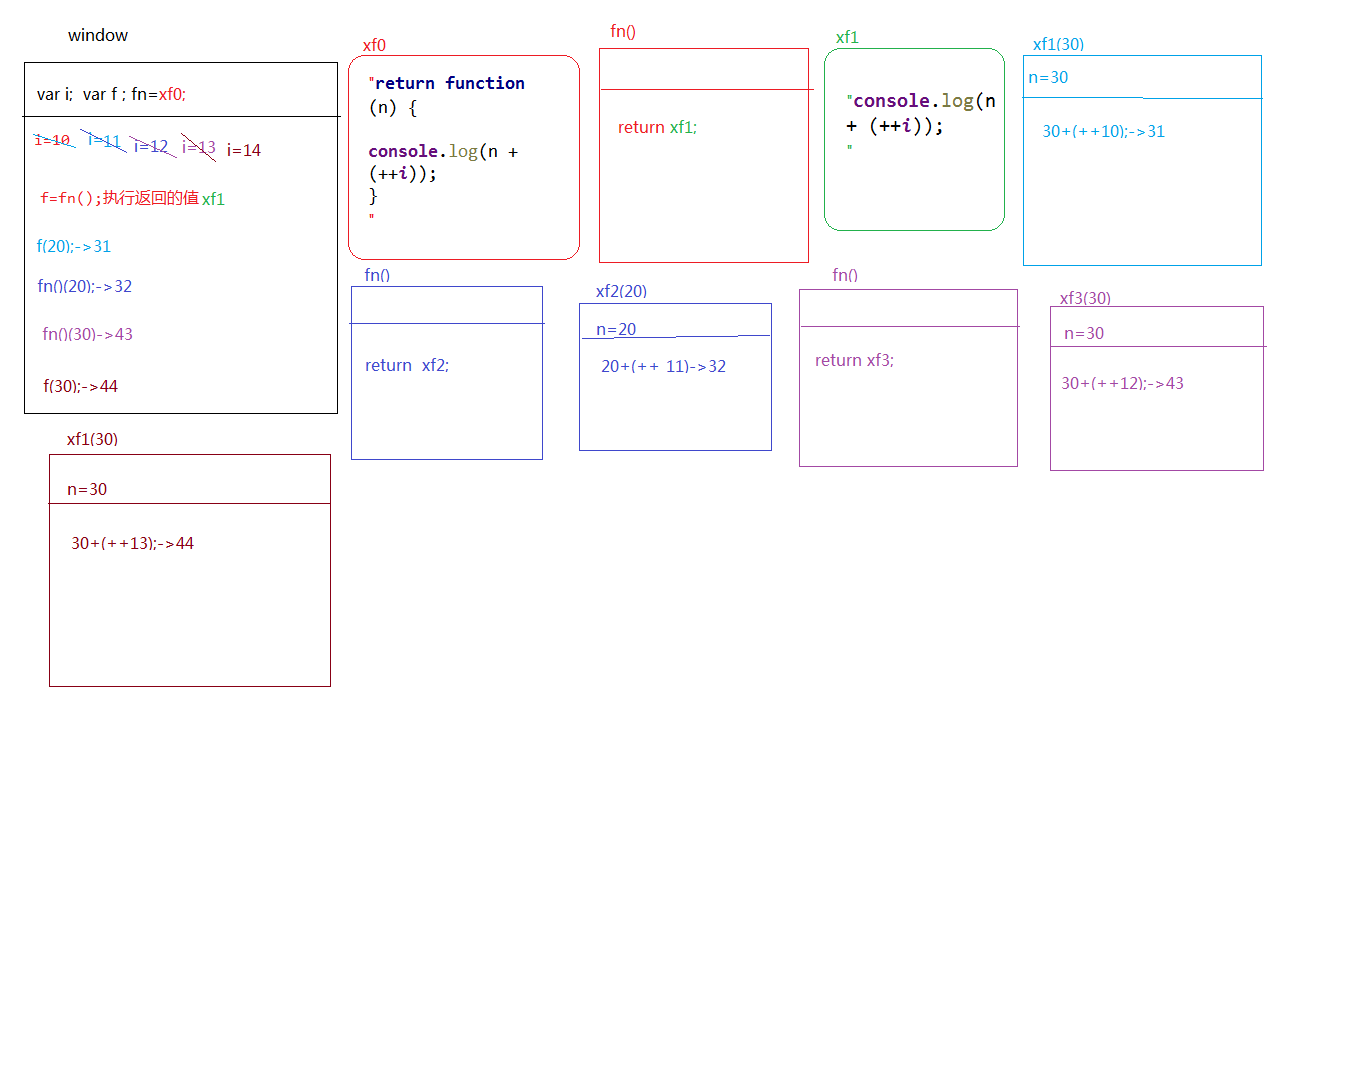 window
var i;  var f ; fn=xf0;
i=10 i=11 i=12 i=13 i=14
f=fn();执行返回的值 xf1
f(20);->31
fn()(20);->32
fn()(30)->43
f(30);->44
xf0
"return function
(n) {
console.log(n +
(++i));
}
"
fn()
return xf1;
xf1
"console.log(n
+ (++i));
"
xf1(30)
n=30
30+(++10);->31
fn()
return  xf2;
xf2(20)
n=20
20+(++ 11)->32
fn()
return xf3;
xf3(30)
n=30
30+(++12);->43
xf1(30)
n=30
30+(++13);->44